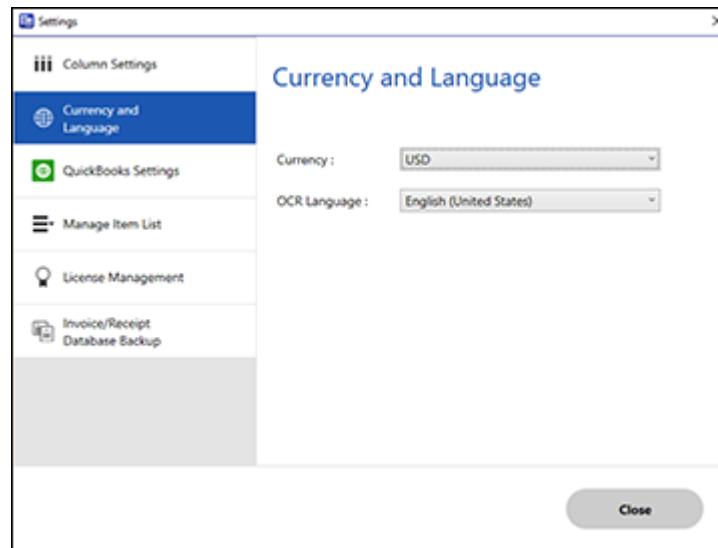 Settings
Column Settings
Currency and
Language
QuickBooks Settings
Manage Item List
License Management
Invoice/Receipt
Database Backup
Currency and Language
Currency : USD
OCR Language : English (United States)
Close